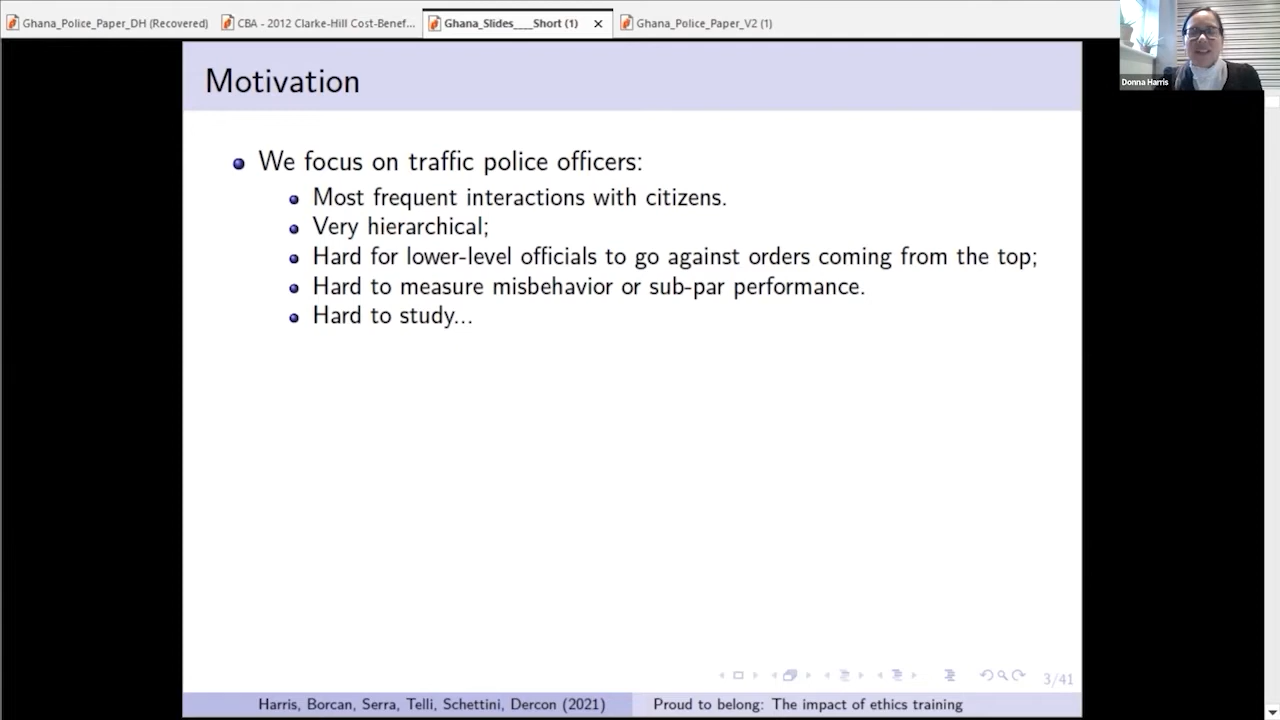 Ghana_Police_Paper_DH (Recovered)
CBA - 2012 Clarke-Hill Cost-Benef...
Ghana_Slides____Short (1)
Ghana_Police_Paper_V2 (1)
Donna Harris
Motivation
We focus on traffic police officers:
Most frequent interactions with citizens.
Very hierarchical;
Hard for lower-level officials to go against orders coming from the top;
Hard to measure misbehavior or sub-par performance.
Hard to study...
3/41
Harris, Borcan, Serra, Telli, Schettini, Dercon (2021)
Proud to belong: The impact of ethics training